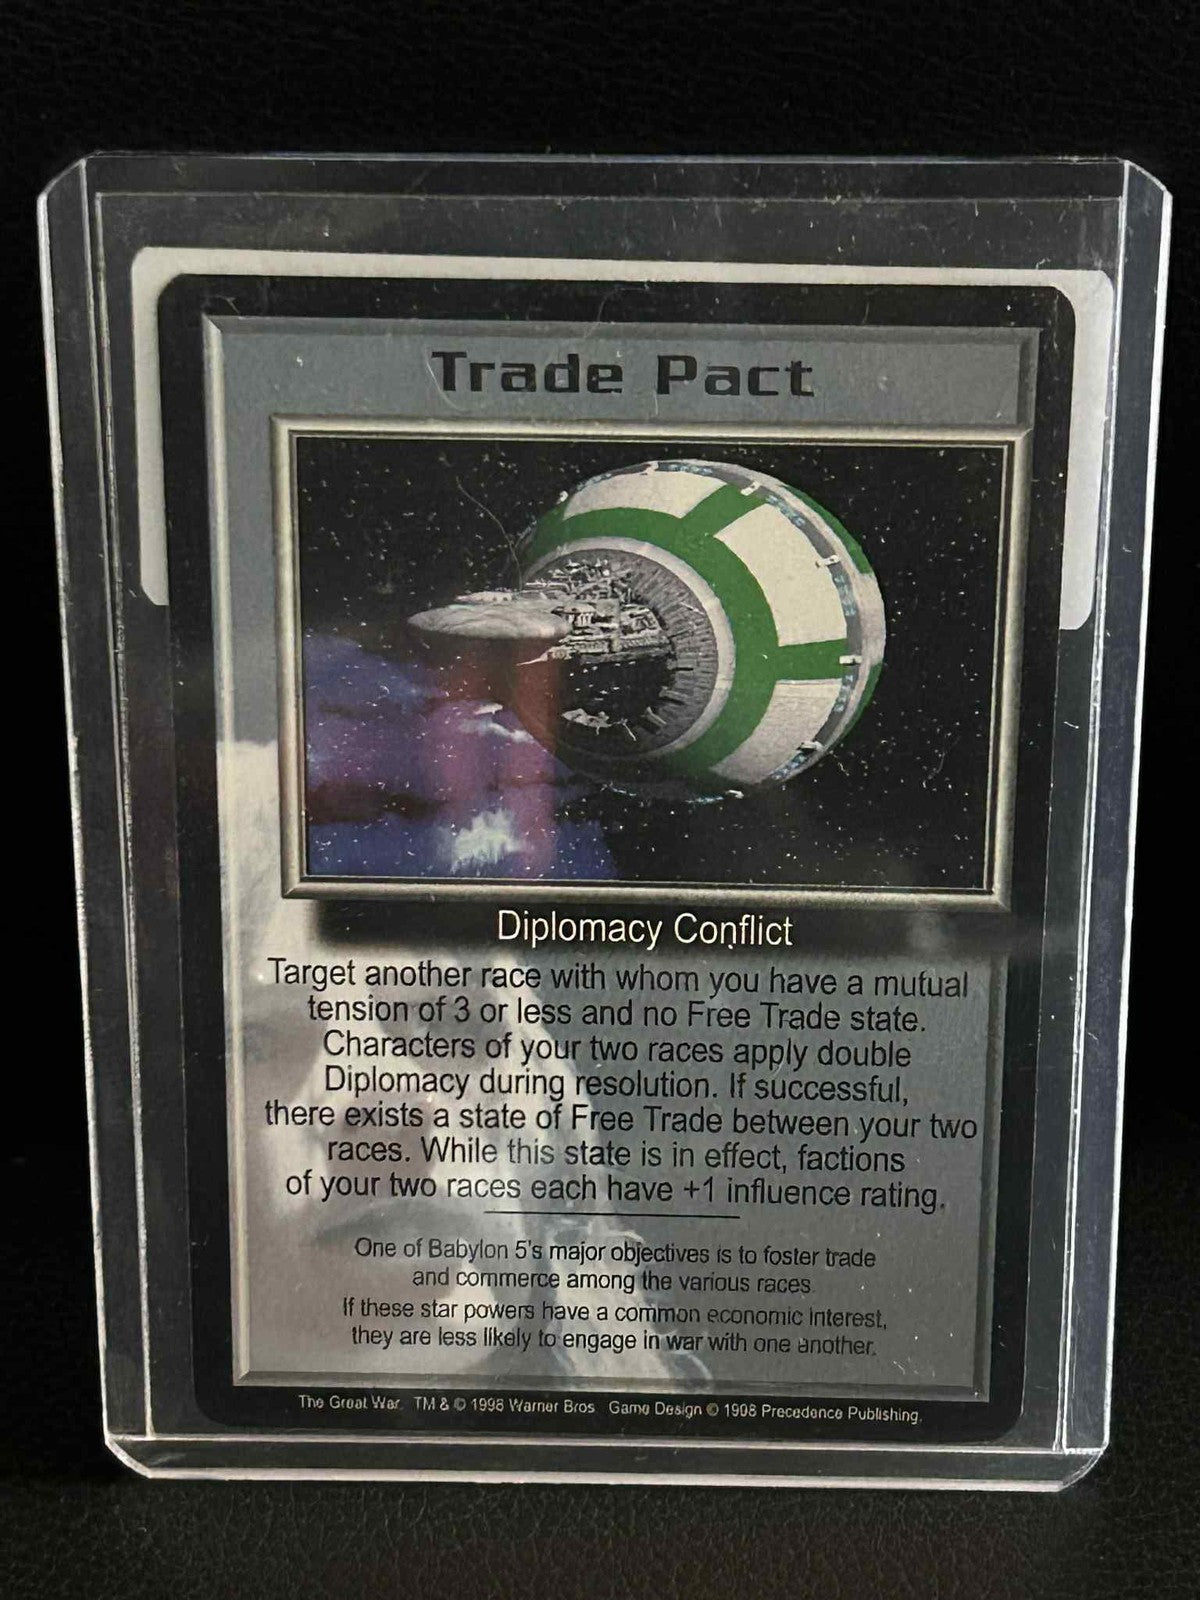 Trade Pact
Diplomacy Conflict
Target another race with whom you have a mutual
tension of 3 or less and no Free Trade state.
Characters of your two races apply double
Diplomacy during resolution. If successful,
there exists a state of Free Trade between your two
races. While this state is in effect, factions
of your two races each have +1 influence rating.
One of Babylon 5's major objectives is to foster trade
and commerce among the various races.
If these star powers have a common economic interest,
they are less likely to engage in war with one another.
The Great War. TM & © 1998 Warner Bros. Game Design © 1998 Precedence Publishing.